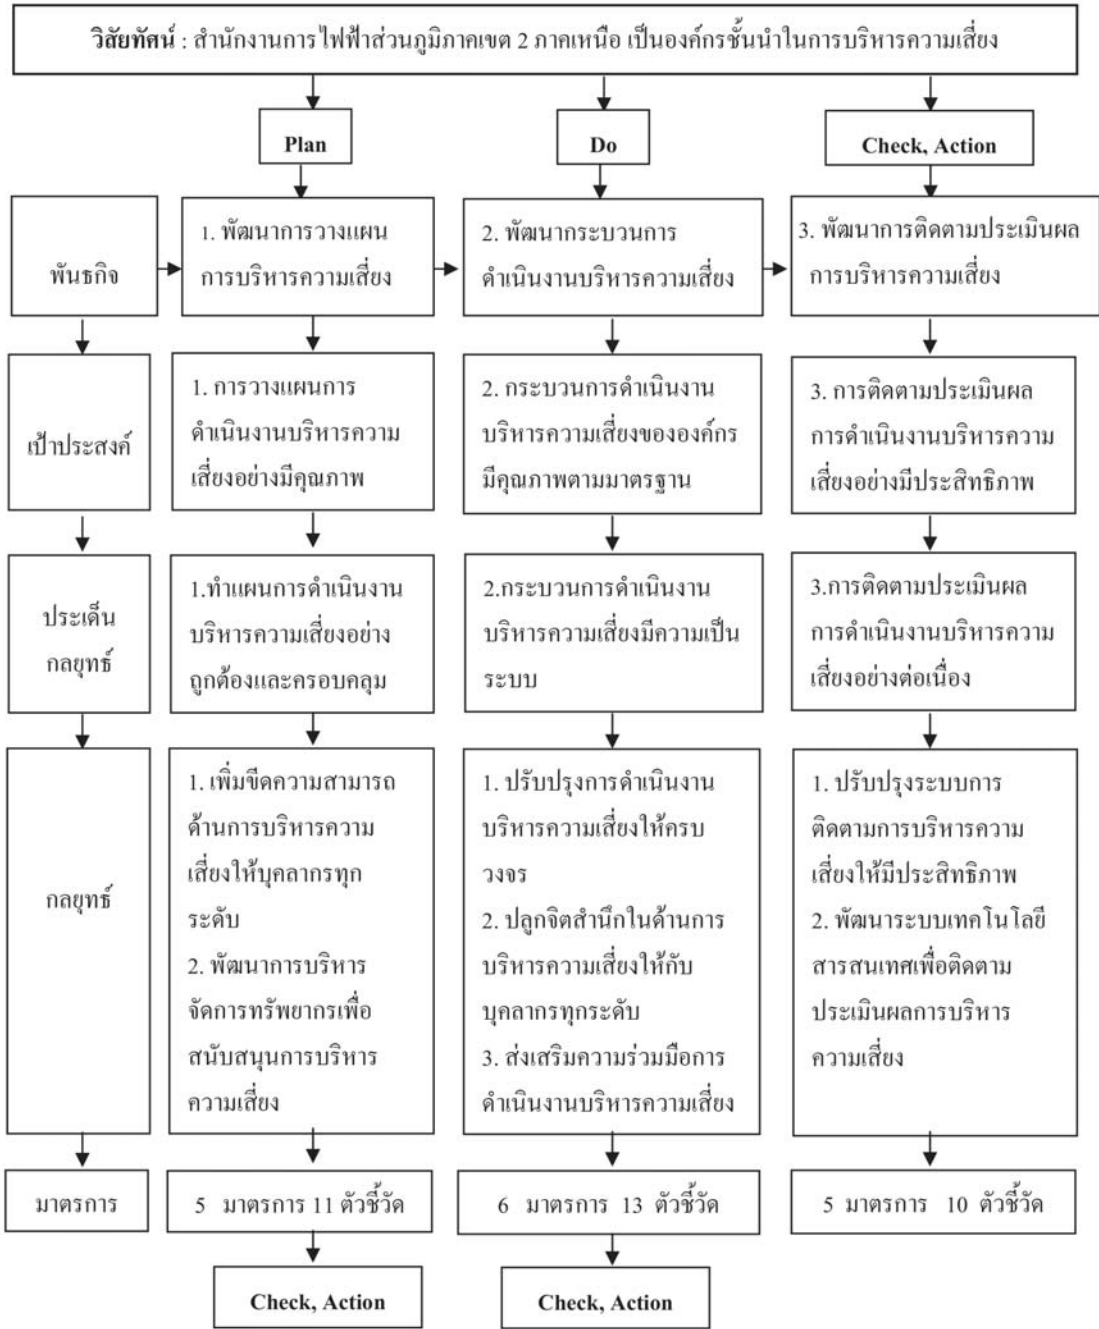 วิสัยทัศน์ : สำนักงานการไฟฟ้าส่วนภูมิภาคเขต 2 ภาคเหนือ เป็นองค์กรชั้นนำในการบริหารความเสี่ยง
Plan
Do
Check, Action
พันธกิจ
1. พัฒนาการวางแผน
การบริหารความเสี่ยง
2. พัฒนากระบวนการ
ดำเนินงานบริหารความเสี่ยง
3. พัฒนาการติดตามประเมินผล
การบริหารความเสี่ยง
เป้าประสงค์
1. การวางแผนการ
ดำเนินงานบริหารความ
เสี่ยงอย่างมีคุณภาพ
2. กระบวนการดำเนินงาน
บริหารความเสี่ยงขององค์กร
มีคุณภาพตามมาตรฐาน
3. การติดตามประเมินผล
การดำเนินงานบริหารความ
เสี่ยงอย่างมีประสิทธิภาพ
ประเด็น
กลยุทธ์
1.ทำแผนการดำเนินงาน
บริหารความเสี่ยงอย่าง
ถูกต้องและครอบคลุม
2.กระบวนการดำเนินงาน
บริหารความเสี่ยงมีความเป็น
ระบบ
3.การติดตามประเมินผล
การดำเนินงานบริหารความ
เสี่ยงอย่างต่อเนื่อง
กลยุทธ์
1. เพิ่มขีดความสามารถ
ด้านการบริหารความ
เสี่ยงให้บุคลากรทุก
ระดับ
2. พัฒนาการบริหาร
จัดการทรัพยากรเพื่อ
สนับสนุนการบริหาร
ความเสี่ยง
1. ปรับปรุงการดำเนินงาน
บริหารความเสี่ยงให้ครบ
วงจร
2. ปลูกจิตสำนึกในด้านการ
บริหารความเสี่ยงให้กับ
บุคลากรทุกระดับ
3. ส่งเสริมความร่วมมือการ
ดำเนินงานบริหารความเสี่ยง
1. ปรับปรุงระบบการ
ติดตามการบริหารความ
เสี่ยงให้มีประสิทธิภาพ
2. พัฒนาระบบเทคโนโลยี
สารสนเทศเพื่อติดตาม
ประเมินผลการบริหาร
ความเสี่ยง
มาตรการ
5 มาตรการ 11 ตัวชี้วัด
6 มาตรการ 13 ตัวชี้วัด
5 มาตรการ 10 ตัวชี้วัด
Check, Action
Check, Action